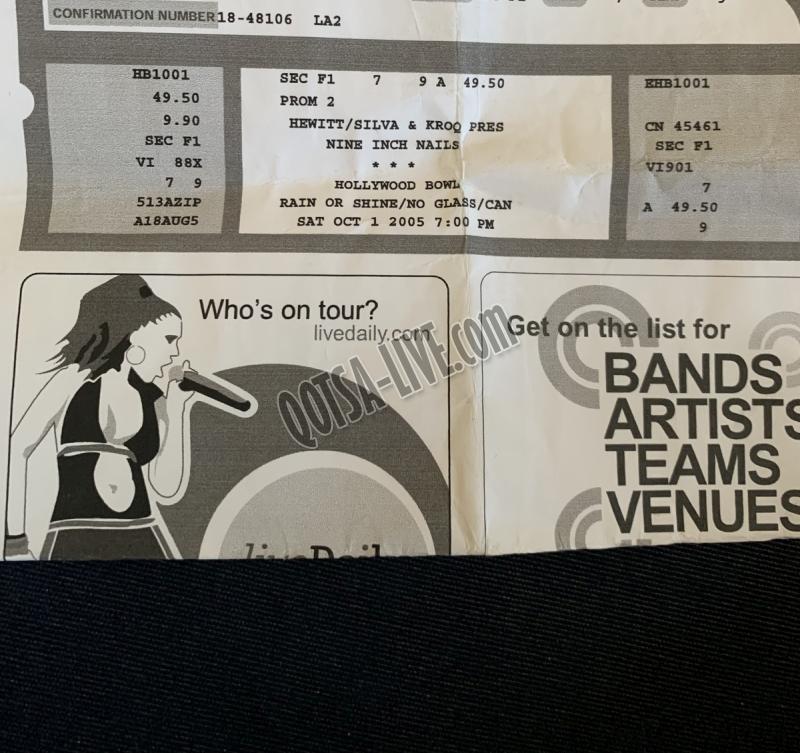 CONFIRMATION NUMBER 18-48106 LA2
HB1001
49.50
9.90
SEC F1
VI 88X
7 9
513AZIP
A18AUG5
SEC F1 7 9 A 49.50
PROM 2
HEWITT/SILVA & KROQ PRES
NINE INCH NAILS
* * *
HOLLYWOOD BOWL
RAIN OR SHINE/NO GLASS/CAN
SAT OCT 1 2005 7:00 PM
EHB1001
CN 45461
SEC F1
VI901
7
A 49.50
9
Who's on tour?
livedaily.com
QOTSA-LIVE.com
Get on the list for
BANDS
ARTISTS
TEAMS
VENUES